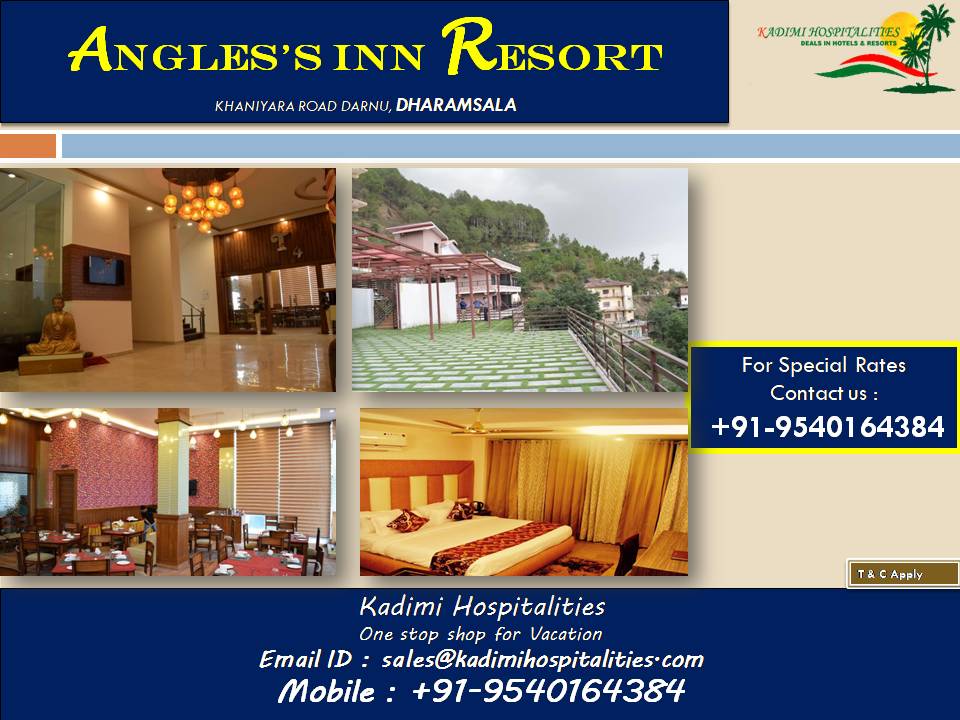 ANGLES'S INN RESORT
KHANIYARA ROAD DARNU, DHARAMSALA
KADIMI HOSPITALITIES
DEALS IN HOTELS & RESORTS
For Special Rates
Contact us :
+91-9540164384
T & C Apply
Kadimi Hospitalities
One stop shop for Vacation
Email ID : sales@kadimihospitalities.com
Mobile : +91-9540164384